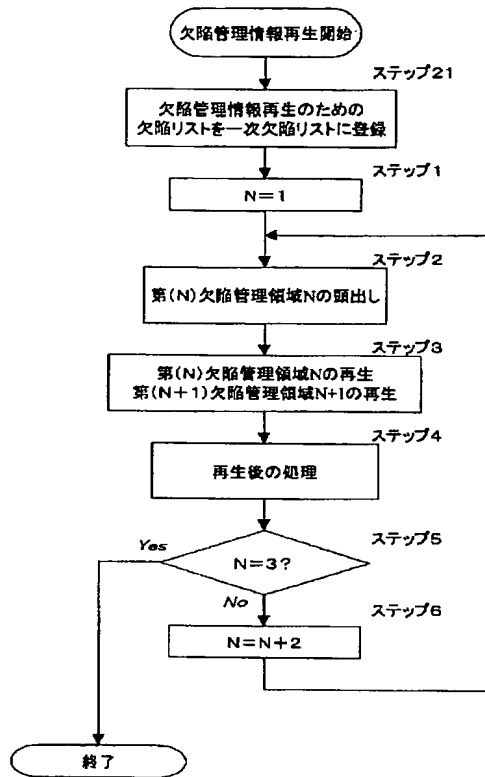 欠陥管理情報再生開始
ステップ21
欠陥管理情報再生のための
欠陥リストを一次欠陥リストに登録
ステップ1
N=1
ステップ2
第(N)欠陥管理領域Nの頭出し
ステップ3
第(N)欠陥管理領域Nの再生
第(N+1)欠陥管理領域N+1の再生
ステップ4
再生後の処理
ステップ5
Yes
N=3?
No
ステップ6
N=N+2
終了